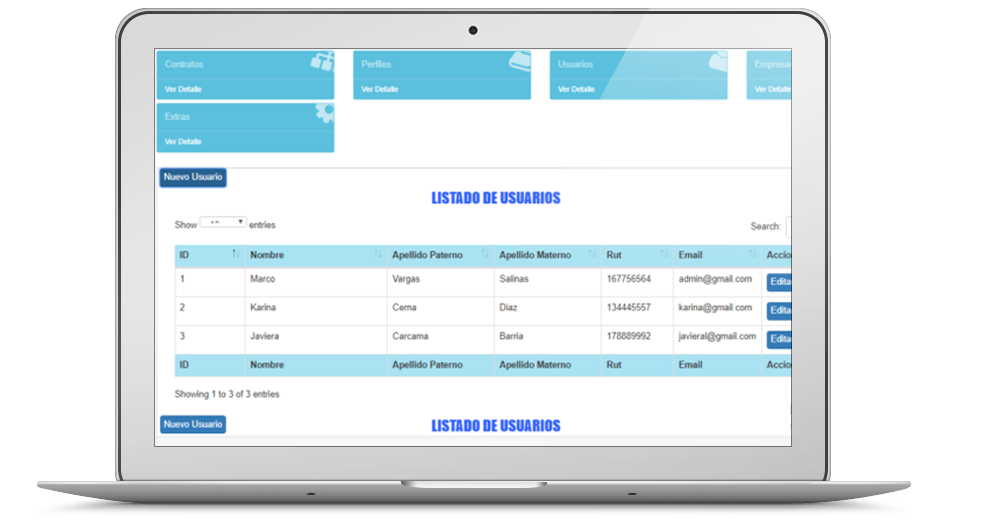 Contratos Perfiles Usuarios Empresas
Ver Detalle Ver Detalle Ver Detalle Ver Detalle
Extras
Ver Detalle
Nuevo Usuario
LISTADO DE USUARIOS
Show entries Search:
ID Nombre Apellido Paterno Apellido Materno Rut Email Accio
1 Marco Vargas Salinas 167756564 admin@gmail.com Edita
2 Karina Cerna Diaz 134445557 karina@gmail.com Edita
3 Javiera Carcama Barria 178889992 javieral@gmail.com Edita
ID Nombre Apellido Paterno Apellido Materno Rut Email Accio
Showing 1 to 3 of 3 entries
Nuevo Usuario LISTADO DE USUARIOS